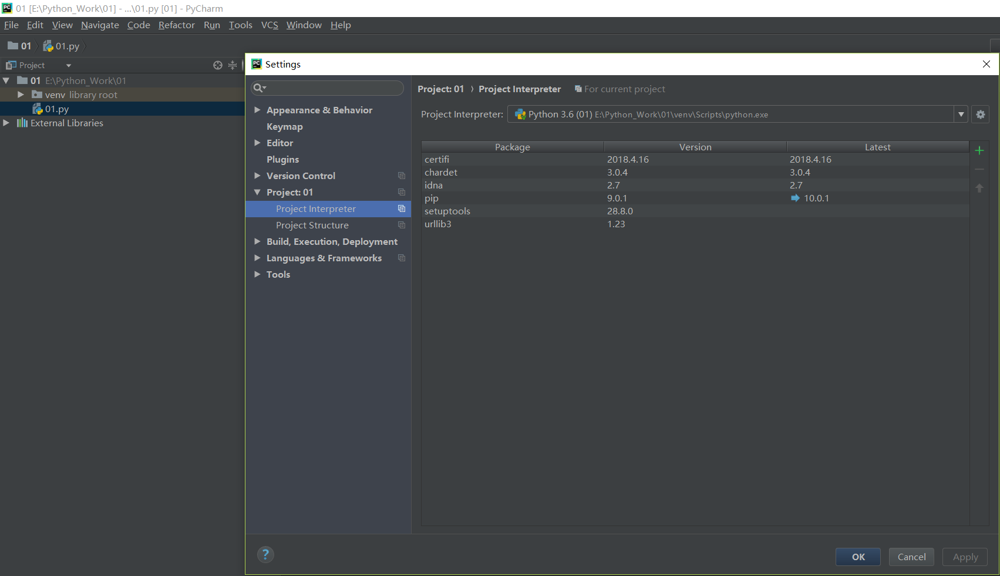 01 [E:\Python_Work\01] - ...\01.py [01] - PyCharm
File Edit View Navigate Code Refactor Run Tools VCS Window Help
01 01.py
Project
01 E:\Python_Work\01
venv library root
01.py
External Libraries
Settings
Appearance & Behavior
Keymap
Editor
Plugins
Version Control
Project: 01
Project Interpreter
Project Structure
Build, Execution, Deployment
Languages & Frameworks
Tools
Project: 01 › Project Interpreter For current project
Project Interpreter: Python 3.6 (01) E:\Python_Work\01\venv\Scripts\python.exe
Package Version Latest
certifi 2018.4.16 2018.4.16
chardet 3.0.4 3.0.4
idna 2.7 2.7
pip 9.0.1 10.0.1
setuptools 28.8.0
urllib3 1.23
?
OK Cancel Apply